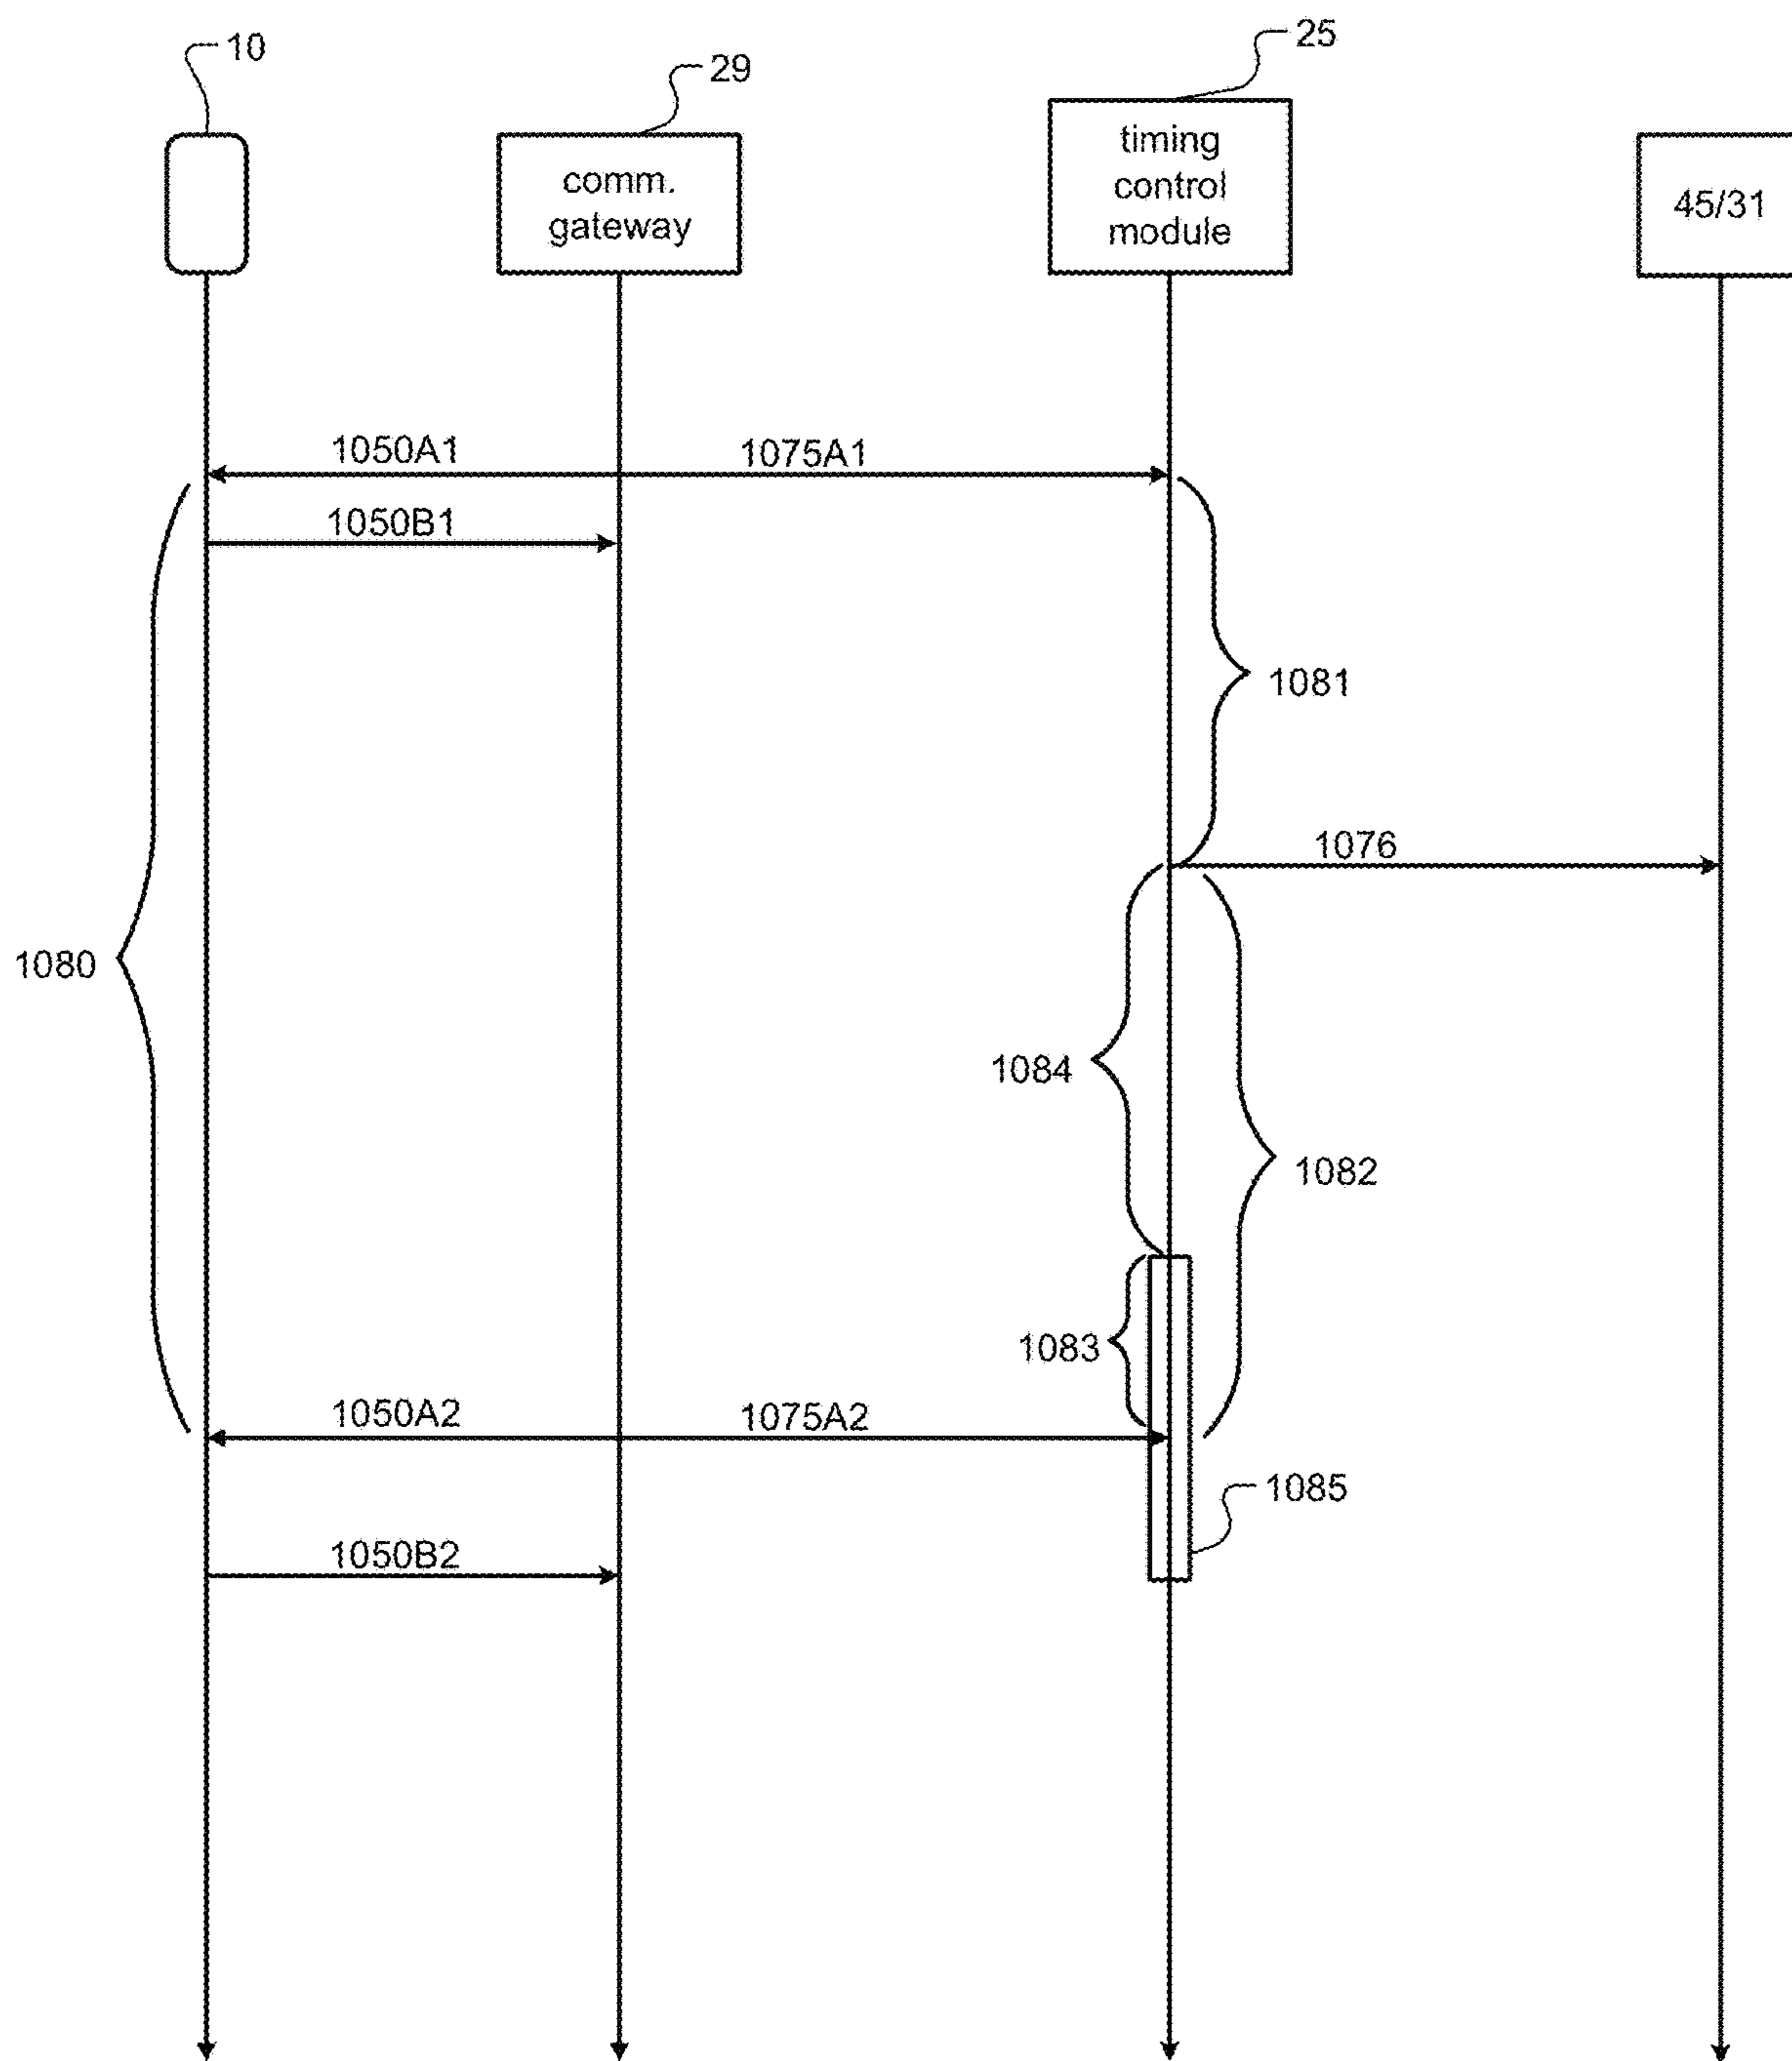 10
29
25
comm.
gateway
timing
control
module
45/31
1050A1
1075A1
1050B1
1081
1076
1080
1084
1082
1083
1050A2
1075A2
1085
1050B2